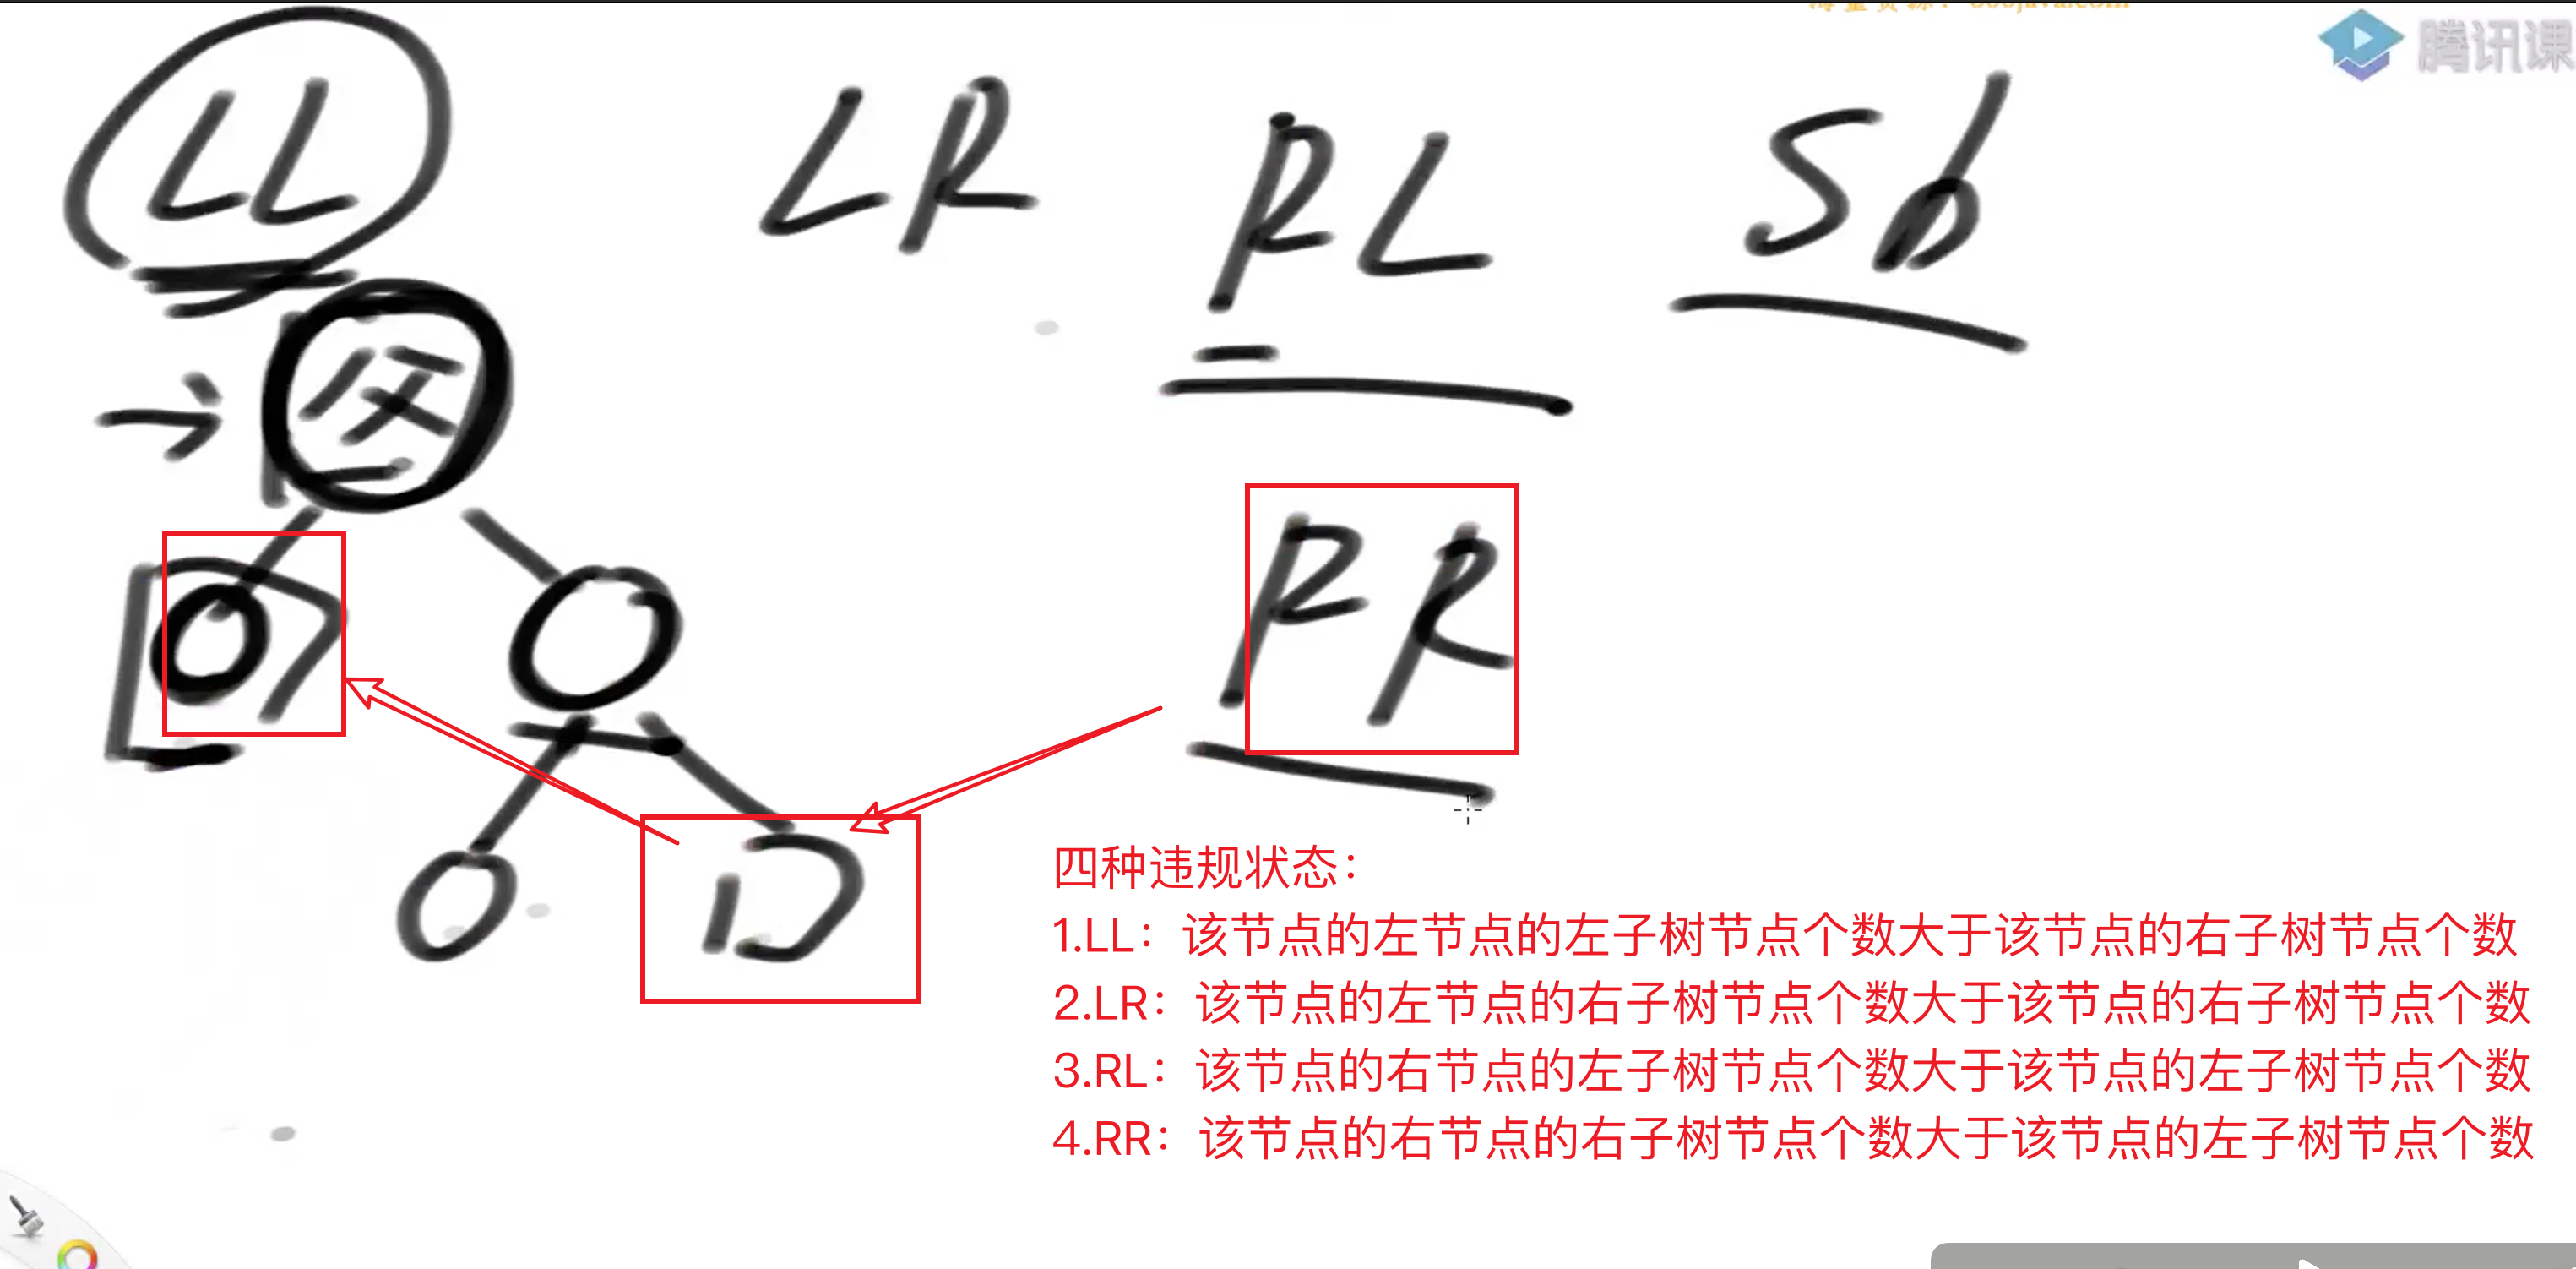 腾讯课
LL LR RL Sb
父
RR
四种违规状态：
1.LL：该节点的左节点的左子树节点个数大于该节点的右子树节点个数
2.LR：该节点的左节点的右子树节点个数大于该节点的右子树节点个数
3.RL：该节点的右节点的左子树节点个数大于该节点的左子树节点个数
4.RR：该节点的右节点的右子树节点个数大于该节点的左子树节点个数